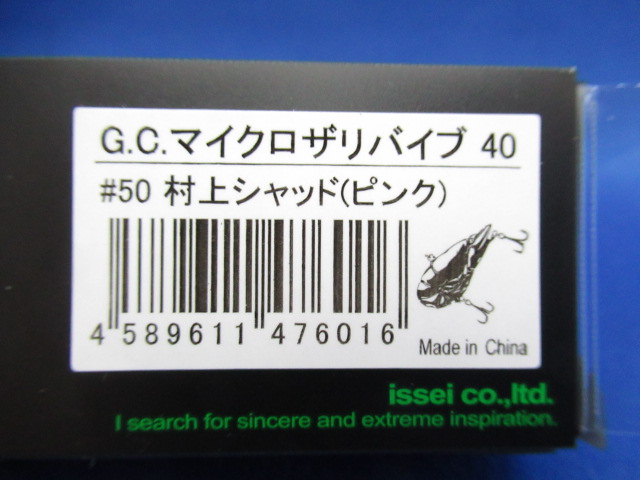 G.C.マイクロザリバイブ 40
#50 村上シャッド(ピンク)
4 589611 476016
Made in China
issei co.,ltd.
I search for sincere and extreme inspiration.